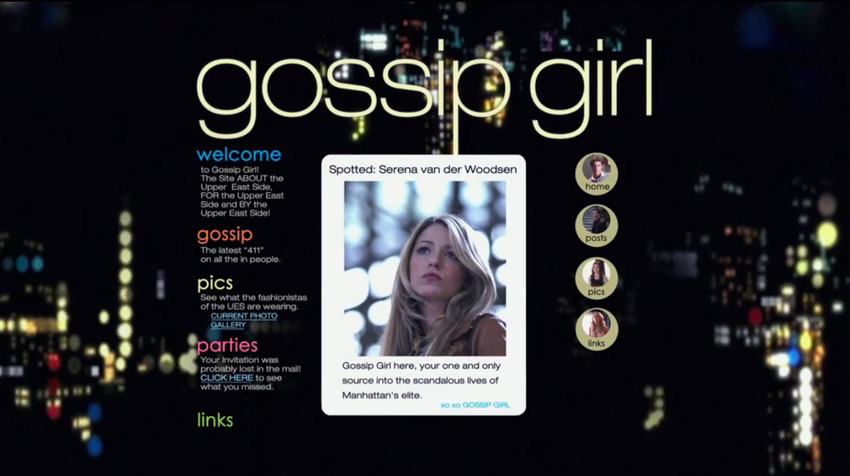 gossip girl
welcome
to Gossip Girl!
The Site ABOUT the
Upper East Side,
FOR the Upper East
Side and BY the
Upper East Side!
gossip
The latest "411"
on all the in people.
pics
See what the fashionistas
of the UES are wearing.
CURRENT PHOTO
GALLERY
parties
Your Invitation was
probably lost in the mail!
CLICK HERE to see
what you missed.
links
Spotted: Serena van der Woodsen
Gossip Girl here, your one and only
source into the scandalous lives of
Manhattan's elite.
xo xo GOSSIP GIRL
home
posts
pics
links